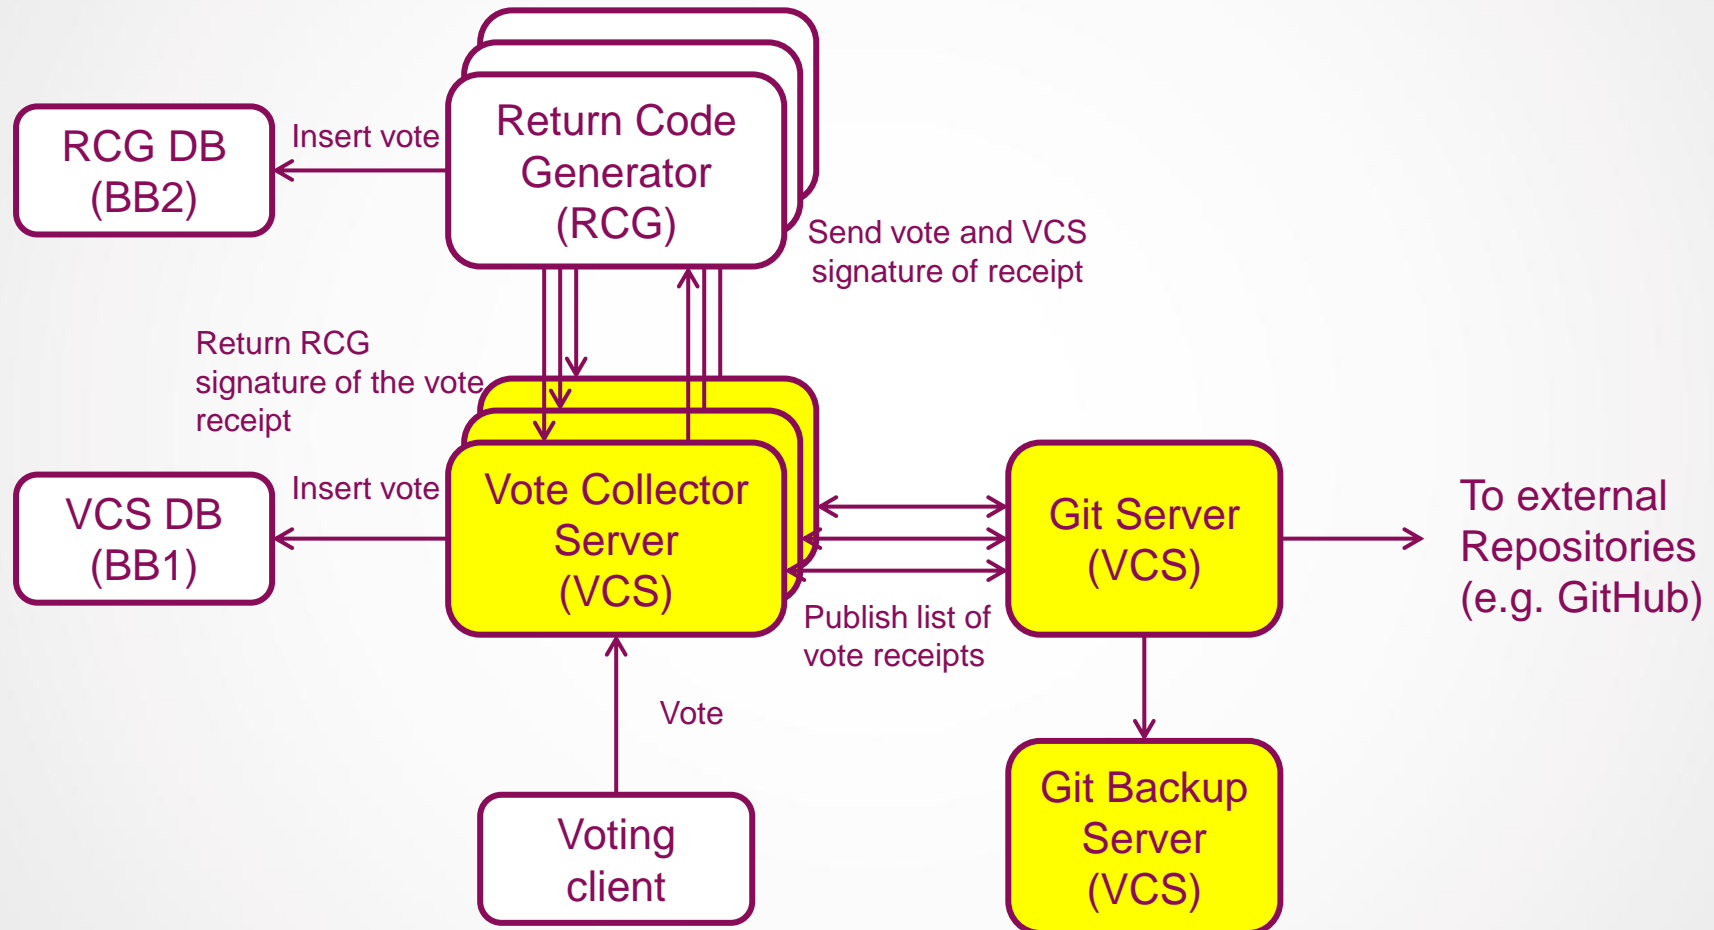 Return Code
Generator
(RCG)
RCG DB
(BB2)
Insert vote
Send vote and VCS
signature of receipt
Return RCG
signature of the vote
receipt
VCS DB
(BB1)
Insert vote
Vote Collector
Server
(VCS)
Git Server
(VCS)
To external
Repositories
(e.g. GitHub)
Publish list of
vote receipts
Vote
Voting
client
Git Backup
Server
(VCS)